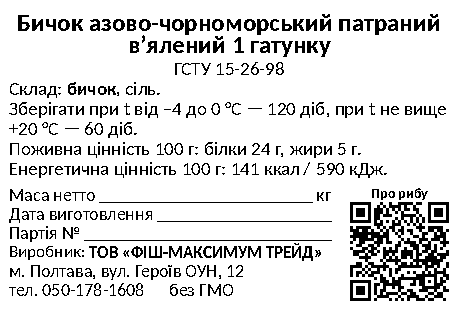 Бичок азово-чорноморський патраний
в’ялений 1 гатунку
ГСТУ 15-26-98
Склад: бичок, сіль.
Зберігати при t від –4 до 0 °C — 120 діб, при t не вище
+20 °C — 60 діб.
Поживна цінність 100 г: білки 24 г, жири 5 г.
Енергетична цінність 100 г: 141 ккал / 590 кДж.
Маса нетто ________________________ кг
Дата виготовлення ___________________
Партія № ___________________________
Виробник: ТОВ «ФІШ-МАКСИМУМ ТРЕЙД»
м. Полтава, вул. Героїв ОУН, 12
тел. 050-178-1608 без ГМО
Про рибу